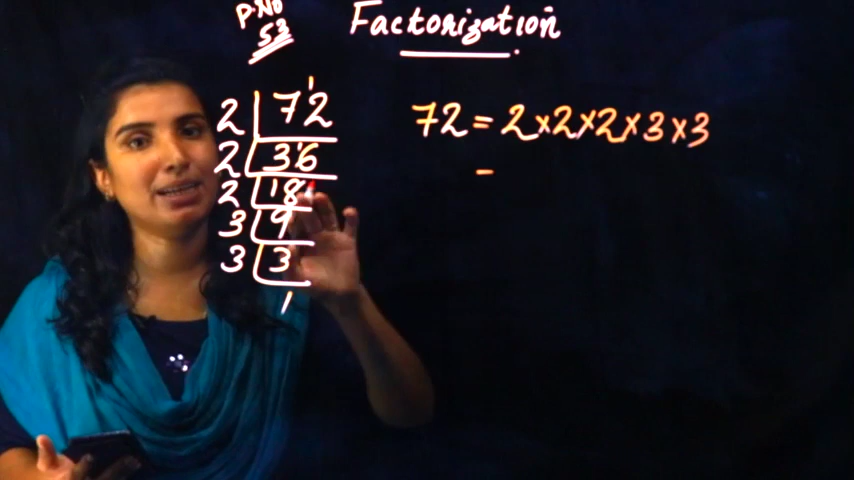 P.No
53
Factorization
2 | 72
2 | 36
2 | 18
3 | 9
3 | 3
1
72 = 2×2×2×3×3
=